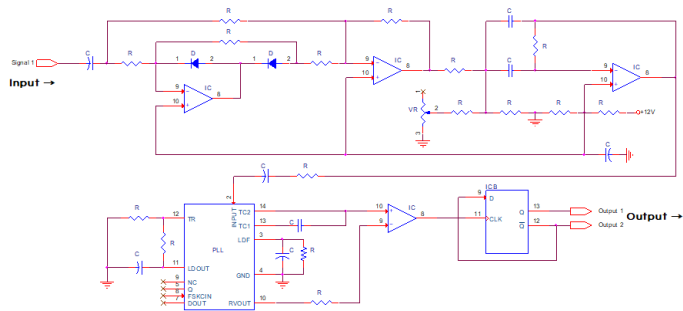 R
C
R
R
Signal 1
C
R
1 D 2
1 D 2
R
9
10
IC
8
R
C
R
9
10
IC
8
Input →
9
10
IC
8
1
VR
2
3
R
R
R
R
+12V
C
C
R
2
R
12
TR
INPUT
TC2
14
TC1
13
C
10
9
IC
8
ICB
9
D
Q
13
Output 1
11
CLK
Q
12
Output 2
Output →
R
PLL
LDF
3
C
R
C
11
LDOUT
GND
4
9
NC
5
Q
6
FSKCIN
7
DOUT
RVOUT
10
R